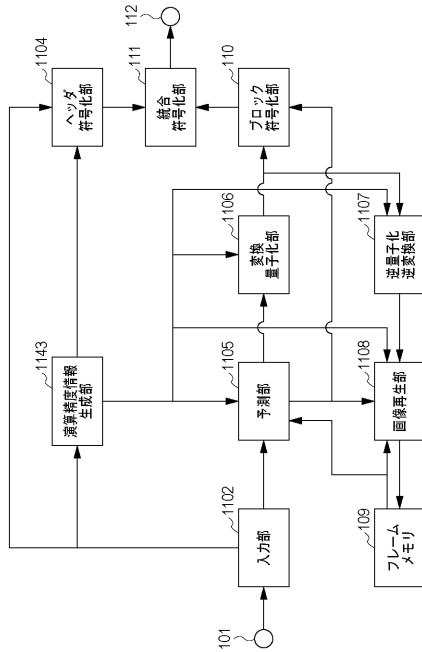 101
1102
入力部
1143
演算精度情報
生成部
1104
ヘッダ
符号化部
111
統合
符号化部
112
1105
予測部
1106
変換
量子化部
110
ブロック
符号化部
109
フレーム
メモリ
1108
画像再生部
1107
逆量子化
逆変換部